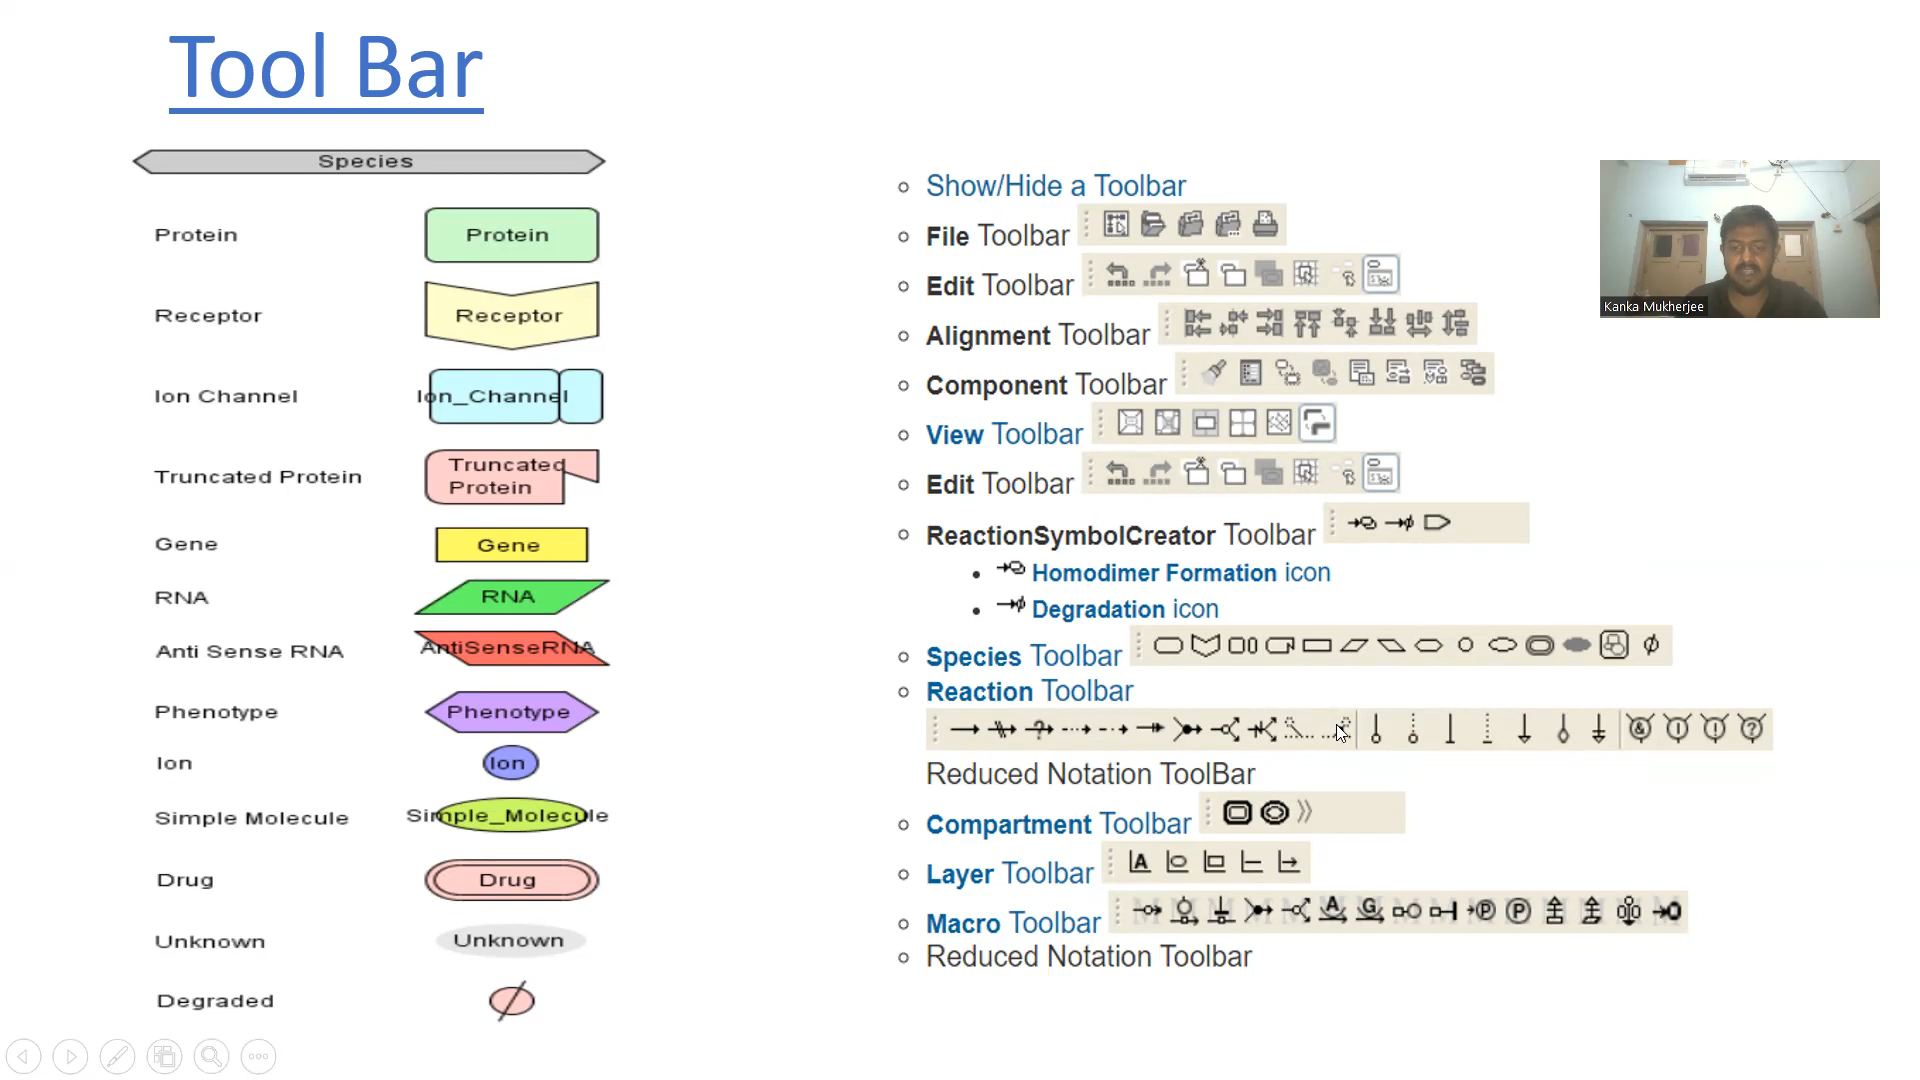 Tool Bar
Species
Protein Protein
Receptor Receptor
Ion Channel Ion_Channel
Truncated Protein Truncated
Protein
Gene Gene
RNA RNA
Anti Sense RNA AntiSenseRNA
Phenotype Phenotype
Ion Ion
Simple Molecule Simple_Molecule
Drug Drug
Unknown Unknown
Degraded
Show/Hide a Toolbar
File Toolbar
Edit Toolbar
Alignment Toolbar
Component Toolbar
View Toolbar
Edit Toolbar
ReactionSymbolCreator Toolbar
Homodimer Formation icon
Degradation icon
Species Toolbar
Reaction Toolbar
Reduced Notation ToolBar
Compartment Toolbar
Layer Toolbar
Macro Toolbar
Reduced Notation Toolbar
Kanka Mukherjee